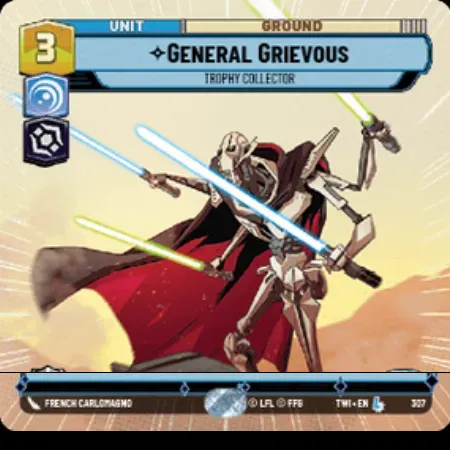 UNIT GROUND
3
GENERAL GRIEVOUS
TROPHY COLLECTOR
FRENCH CARLOMAGNO © LFL © FFG TWI • EN L 307